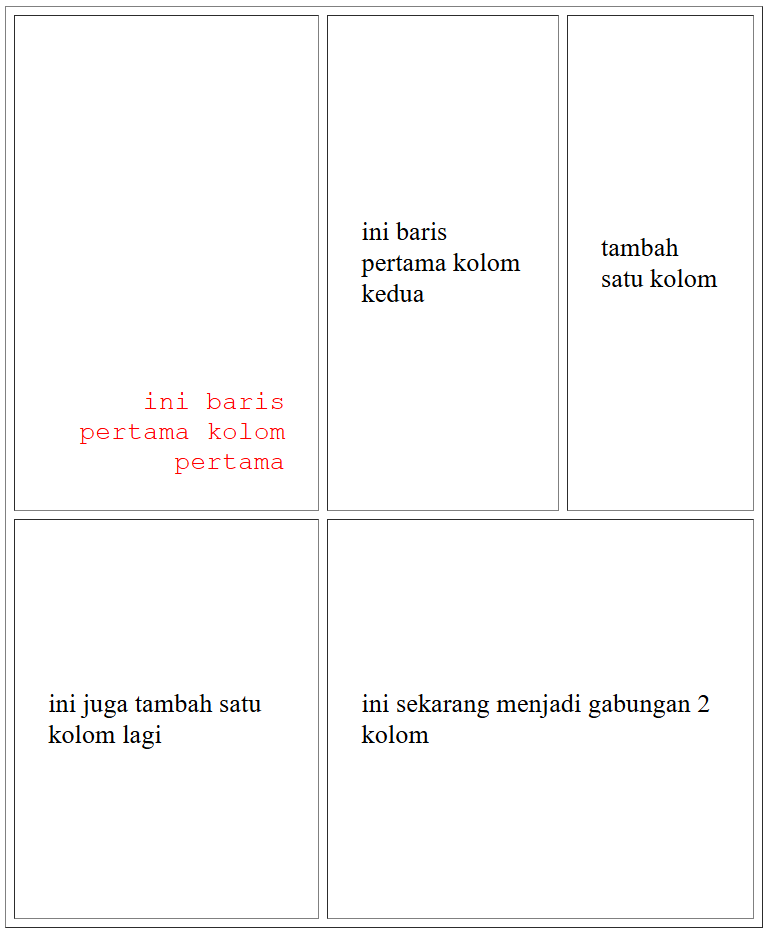 ini baris
pertama kolom
pertama
ini baris
pertama kolom
kedua
tambah
satu kolom
ini juga tambah satu
kolom lagi
ini sekarang menjadi gabungan 2
kolom